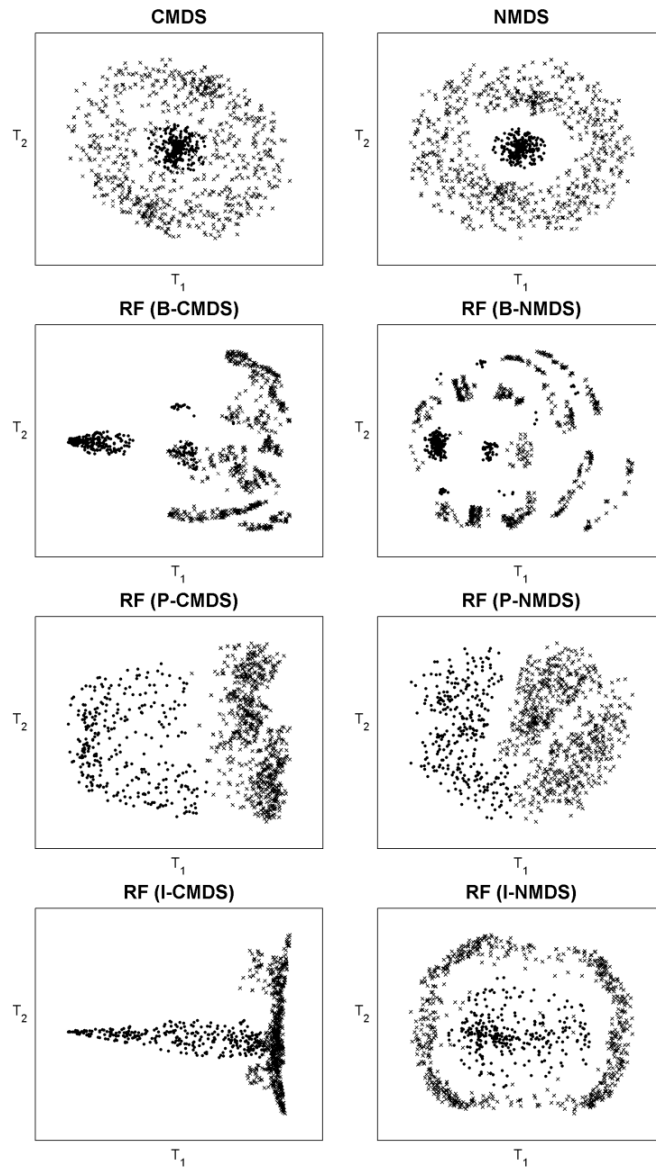 CMDS
NMDS
T2
T2
T1
T1
RF (B-CMDS)
RF (B-NMDS)
T2
T2
T1
T1
RF (P-CMDS)
RF (P-NMDS)
T2
T2
T1
T1
RF (I-CMDS)
RF (I-NMDS)
T2
T2
T1
T1